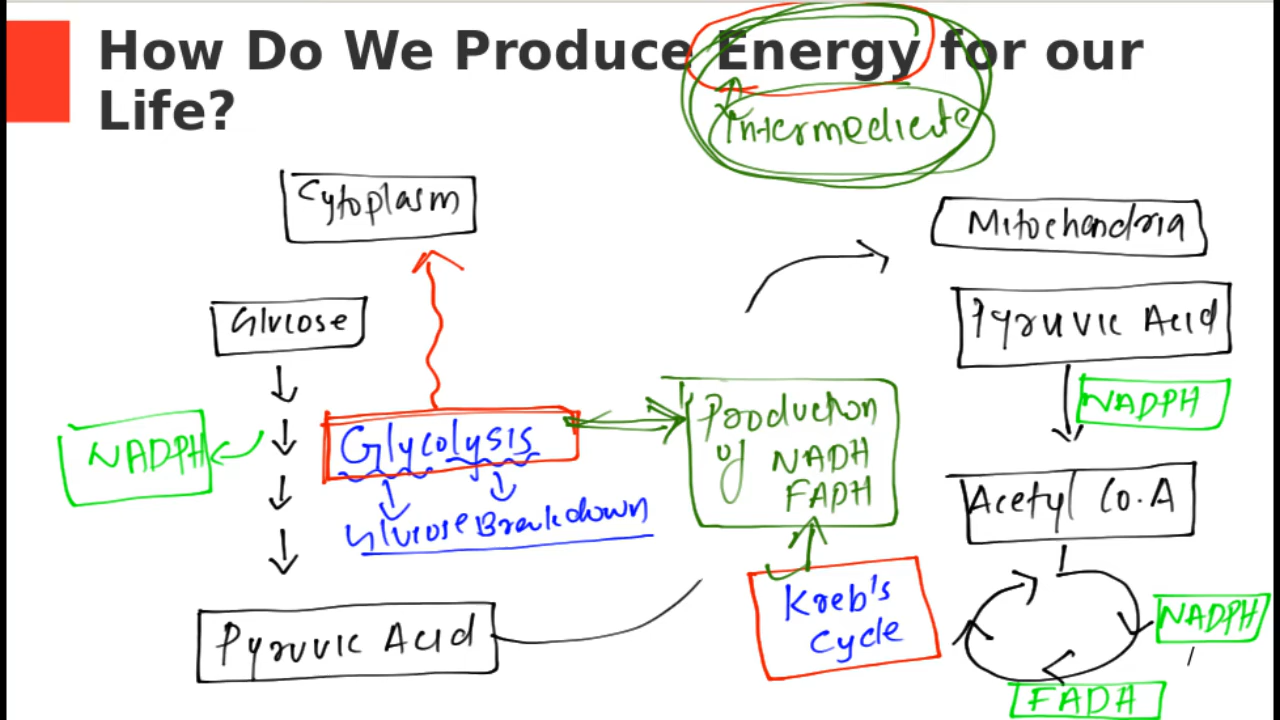 How Do We Produce Energy for our
Life?
Intermediate
Cytoplasm
Glucose
NADPH
Glycolysis
Glucose Breakdown
Pyruvic Acid
Production
of NADH
FADH
Kreb's
Cycle
Mitochondria
Pyruvic Acid
NADPH
Acetyl Co.A
NADPH
FADH